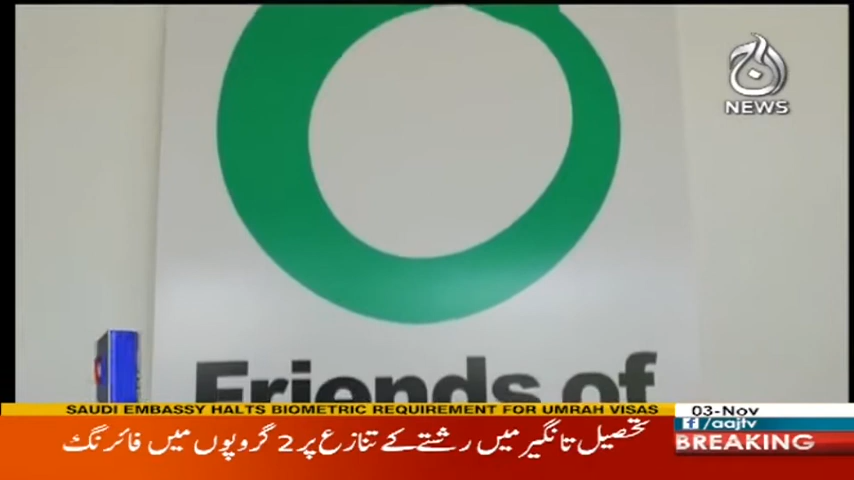 آج
NEWS
Friends of
SAUDI EMBASSY HALTS BIOMETRIC REQUIREMENT FOR UMRAH VISAS
03-Nov
f/aajtv
تحصیل تانگیر میں رشتے کے تنازع پر 2 گروپوں میں فائرنگ
BREAKING